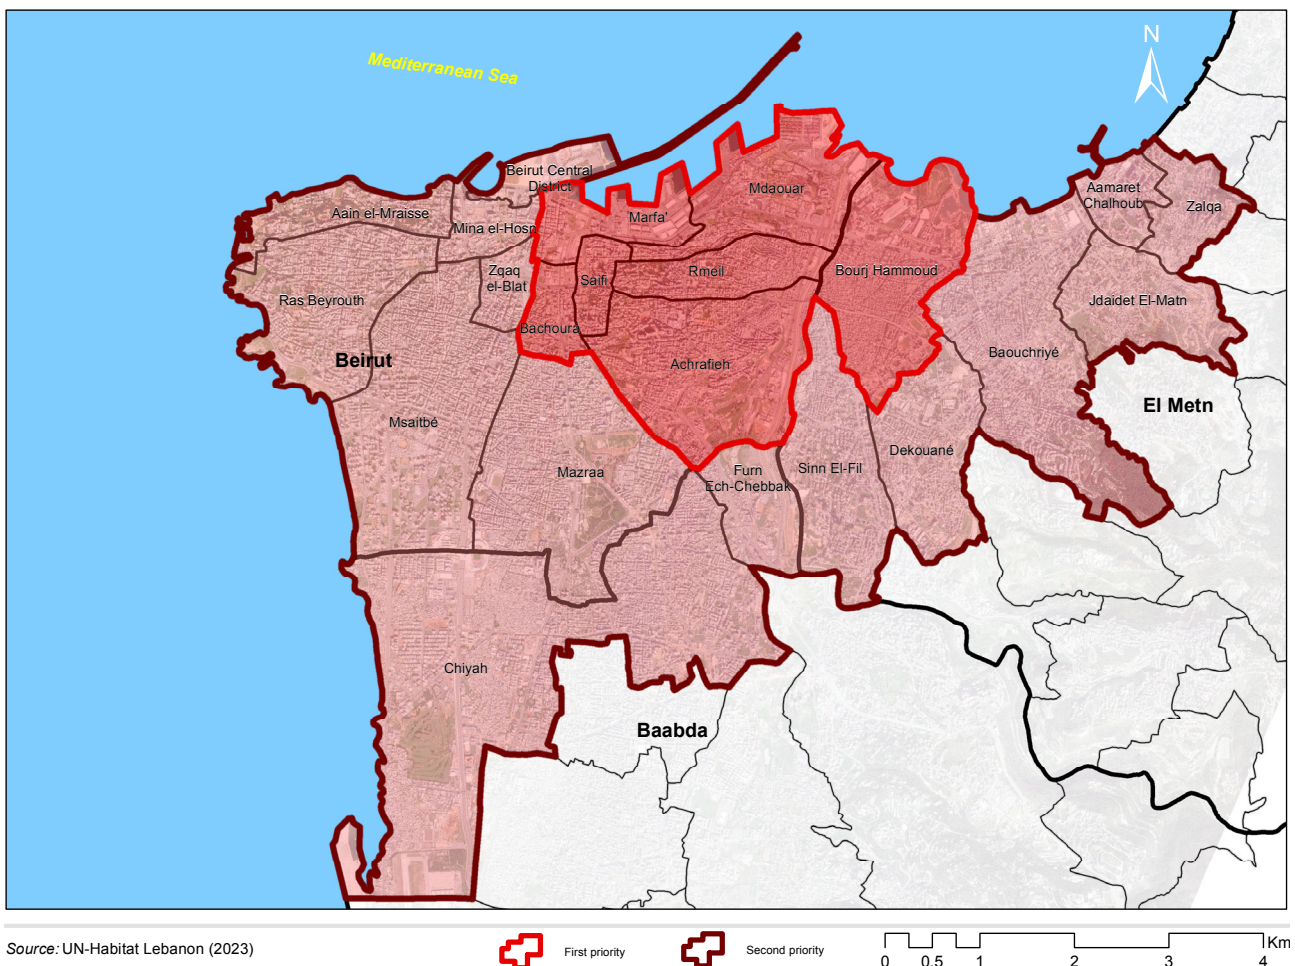 N
Mediterranean Sea
Beirut Central
District
Mdaouar
Aamaret
Chalhoub
Zalqa
Aain el-Mraisse
Marfa'
Mina el-Hosn
Zqaq
el-Blat
Saifi
Rmeil
Bourj Hammoud
Ras Beyrouth
Jdaidet El-Matn
Bachoura
Baouchriyé
Beirut
Achrafieh
El Metn
Msaitbé
Dekouané
Mazraa
Furn
Ech-Chebbak
Sinn El-Fil
Chiyah
Baabda
Source: UN-Habitat Lebanon (2023)
First priority
Second priority
Km
0 0.5 1 2 3 4